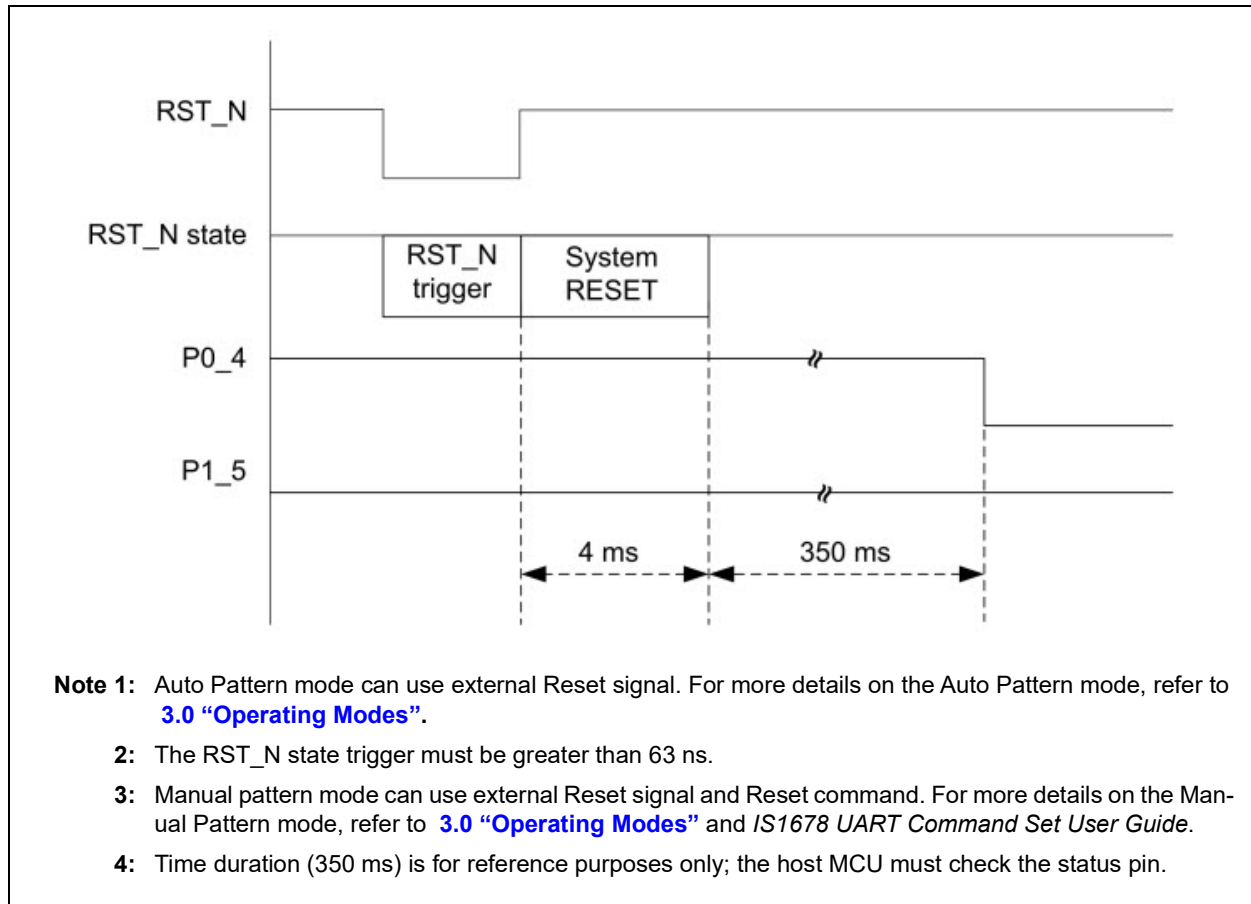 RST_N
RST_N state
RST_N
trigger
System
RESET
P0_4
P1_5
4 ms
350 ms
Note 1: Auto Pattern mode can use external Reset signal. For more details on the Auto Pattern mode, refer to
3.0 “Operating Modes”.
2: The RST_N state trigger must be greater than 63 ns.
3: Manual pattern mode can use external Reset signal and Reset command. For more details on the Man-
ual Pattern mode, refer to 3.0 “Operating Modes” and IS1678 UART Command Set User Guide.
4: Time duration (350 ms) is for reference purposes only; the host MCU must check the status pin.